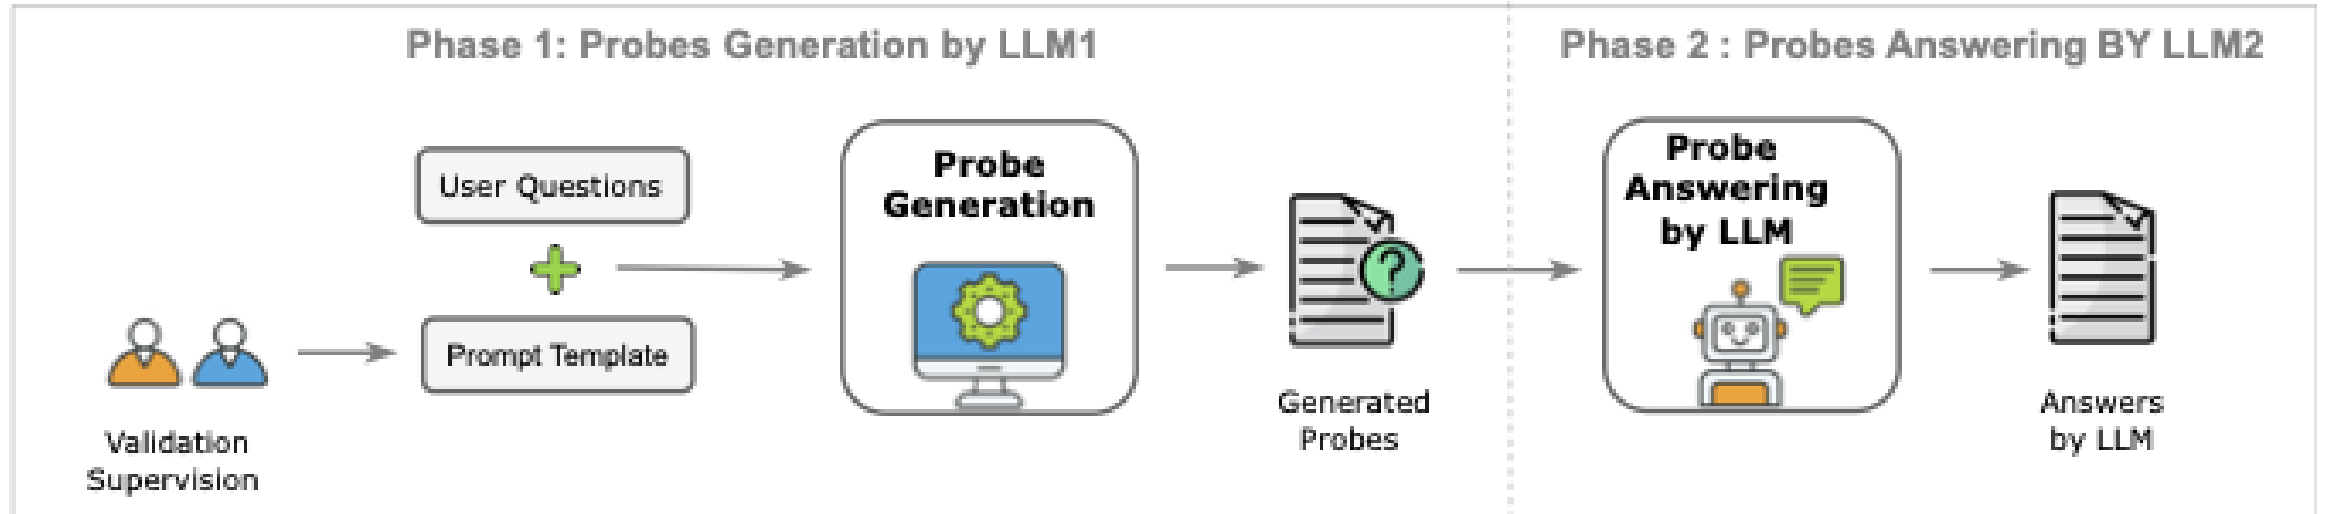 Phase 1: Probes Generation by LLM1
User Questions
Prompt Template
Validation
Supervision
Probe
Generation
Generated
Probes
Phase 2 : Probes Answering BY LLM2
Probe
Answering
by LLM
Answers
by LLM